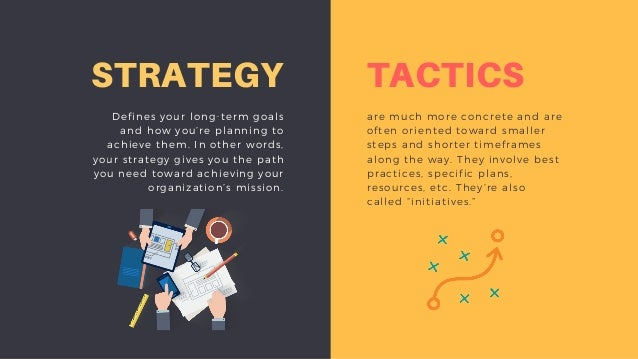 STRATEGY
Defines your long-term goals
and how you're planning to
achieve them. In other words,
your strategy gives you the path
you need toward achieving your
organization's mission.
TACTICS
are much more concrete and are
often oriented toward smaller
steps and shorter timeframes
along the way. They involve best
practices, specific plans,
resources, etc. They're also
called "initiatives."